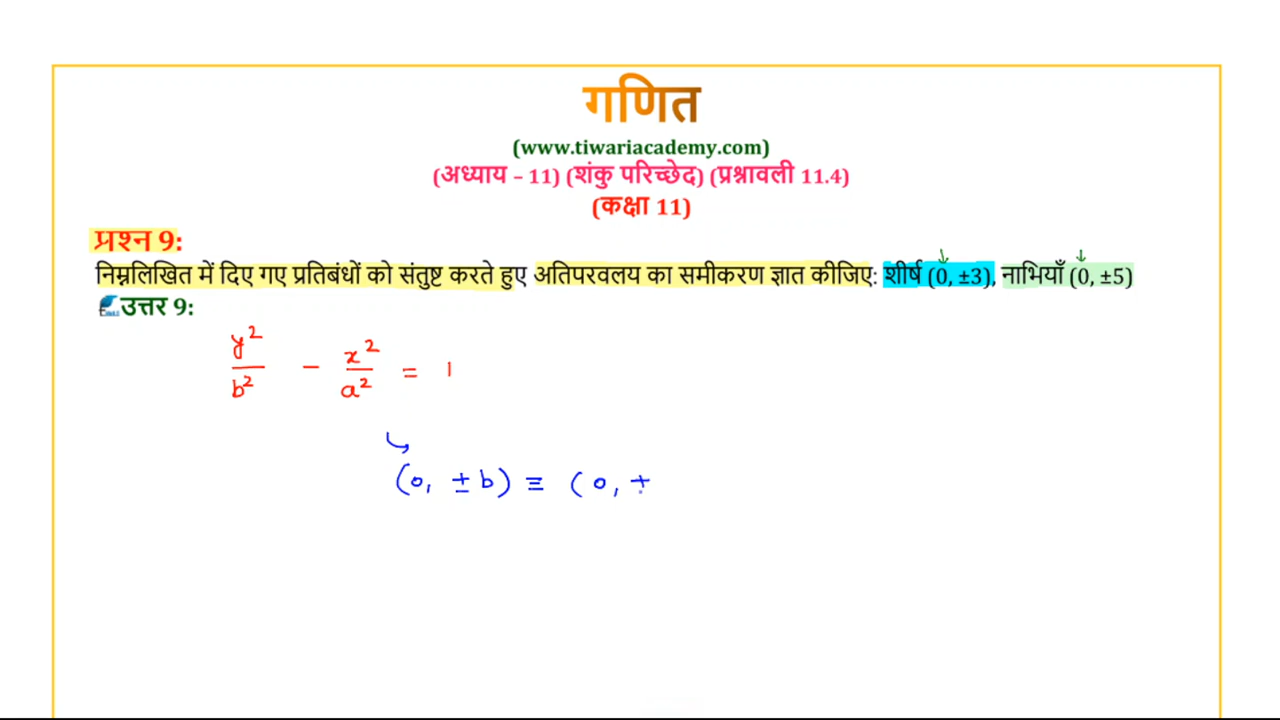 गणित
(www.tiwariacademy.com)
(अध्याय – 11) (शंकु परिच्छेद) (प्रश्नावली 11.4)
(कक्षा 11)
प्रश्न 9:
निम्नलिखित में दिए गए प्रतिबंधों को संतुष्ट करते हुए अतिपरवलय का समीकरण ज्ञात कीजिए: शीर्ष (0, ±3), नाभियाँ (0, ±5)
उत्तर 9:
y²/b² - x²/a² = 1
(0, ±b) ≡ (0, ±